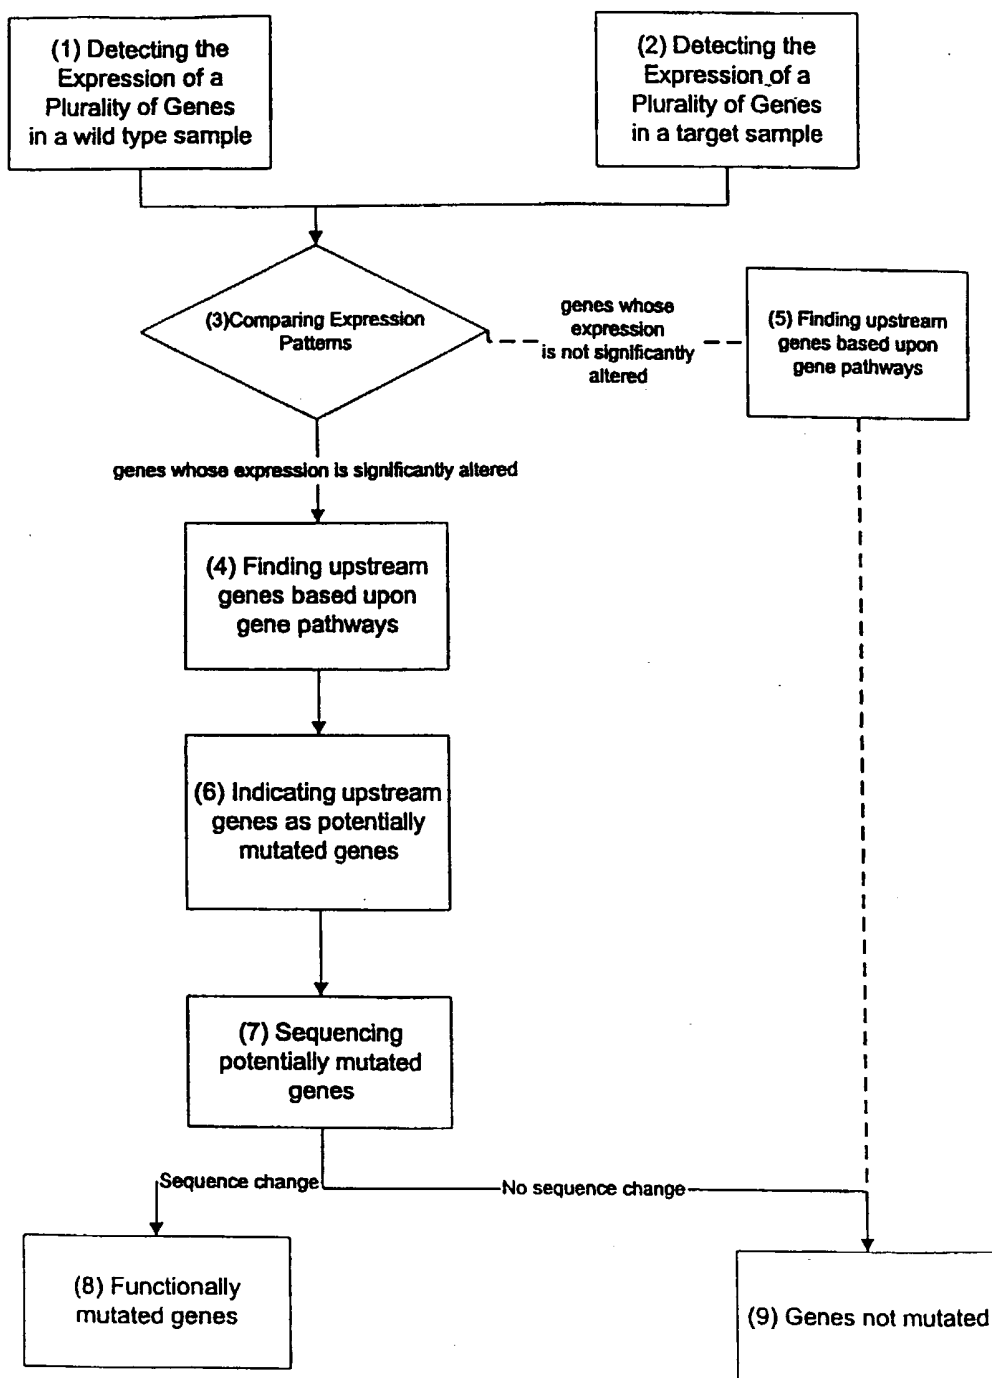 (1) Detecting the
Expression of a
Plurality of Genes
in a wild type sample
(2) Detecting the
Expression of a
Plurality of Genes
in a target sample
(3)Comparing Expression
Patterns
genes whose
expression
is not significantly
altered
(5) Finding upstream
genes based upon
gene pathways
genes whose expression is significantly altered
(4) Finding upstream
genes based upon
gene pathways
(6) Indicating upstream
genes as potentially
mutated genes
(7) Sequencing
potentially mutated
genes
Sequence change
No sequence change
(8) Functionally
mutated genes
(9) Genes not mutated